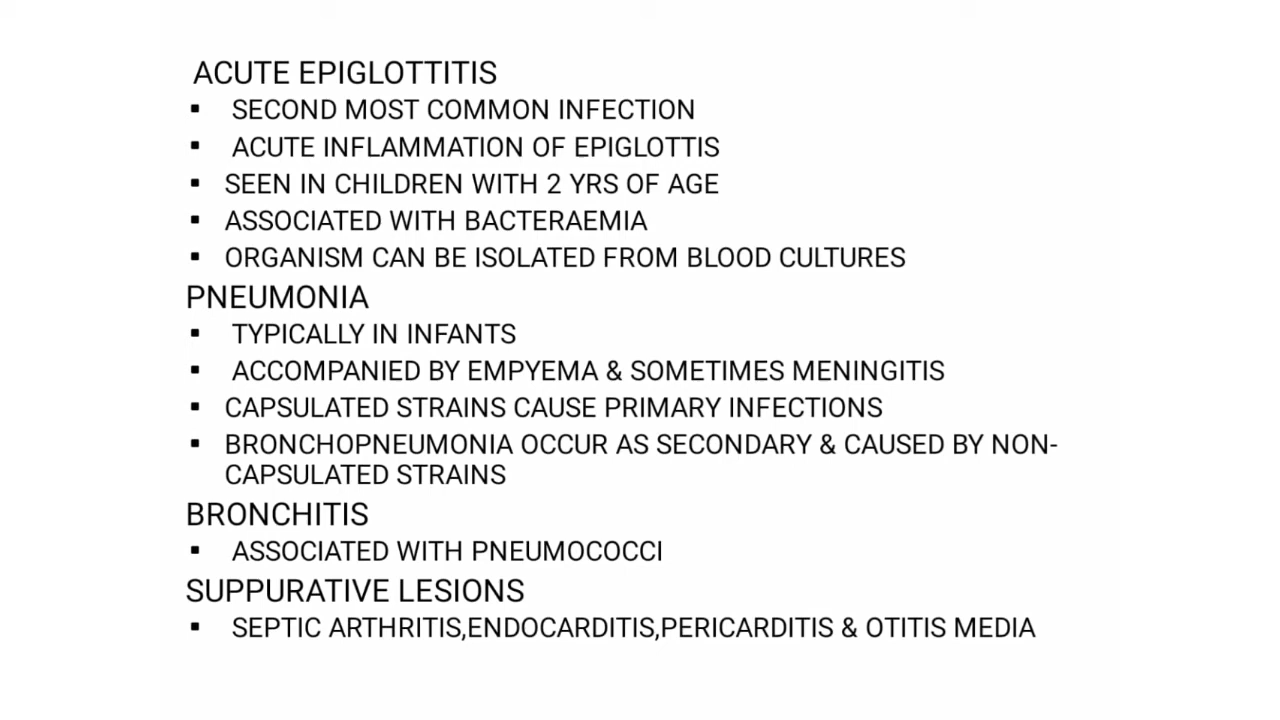 ACUTE EPIGLOTTITIS
▪ SECOND MOST COMMON INFECTION
▪ ACUTE INFLAMMATION OF EPIGLOTTIS
▪ SEEN IN CHILDREN WITH 2 YRS OF AGE
▪ ASSOCIATED WITH BACTERAEMIA
▪ ORGANISM CAN BE ISOLATED FROM BLOOD CULTURES
PNEUMONIA
▪ TYPICALLY IN INFANTS
▪ ACCOMPANIED BY EMPYEMA & SOMETIMES MENINGITIS
▪ CAPSULATED STRAINS CAUSE PRIMARY INFECTIONS
▪ BRONCHOPNEUMONIA OCCUR AS SECONDARY & CAUSED BY NON-
CAPSULATED STRAINS
BRONCHITIS
▪ ASSOCIATED WITH PNEUMOCOCCI
SUPPURATIVE LESIONS
▪ SEPTIC ARTHRITIS,ENDOCARDITIS,PERICARDITIS & OTITIS MEDIA